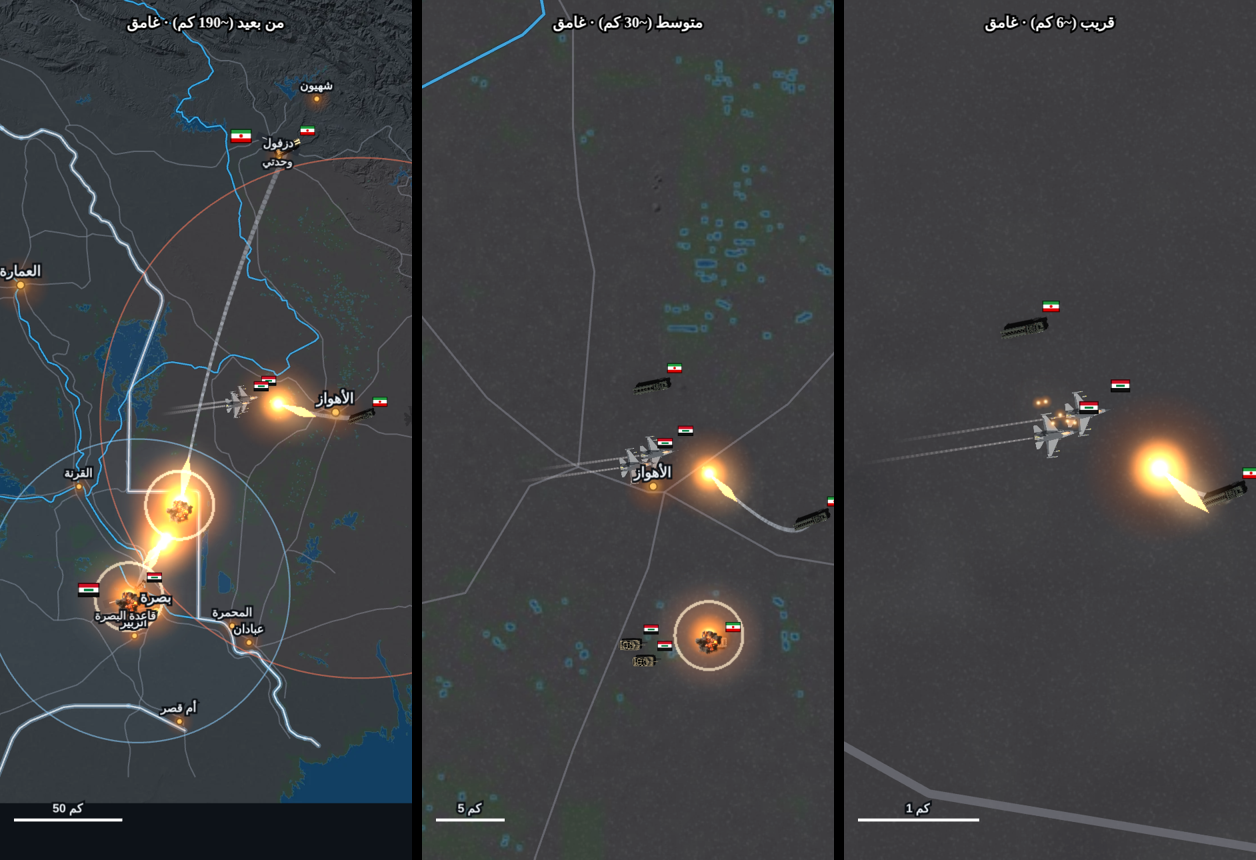 من بعيد (~190 كم) · غامق
شهيون
دزفول
وحدتي
العمارة
الأهواز
القرنة
بصرة
قاعدة البصرة
الزبير
المحمرة
عبادان
أم قصر
50 كم
متوسط (~30 كم) · غامق
الأهواز
5 كم
قريب (~6 كم) · غامق
1 كم